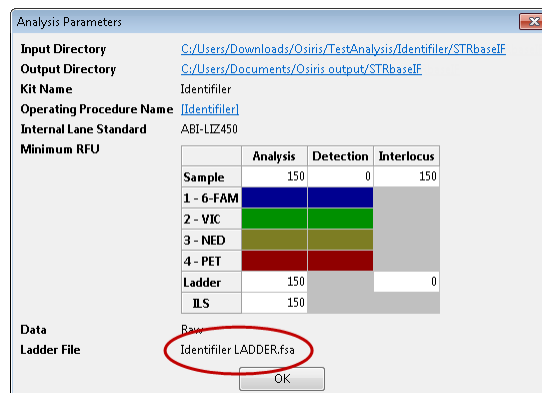 Analysis Parameters
Input Directory C:/Users/Downloads/Osiris/TestAnalysis/Identifiler/STRbaseIF
Output Directory C:/Users/Documents/Osiris output/STRbaseIF
Kit Name Identifiler
Operating Procedure Name [Identifiler]
Internal Lane Standard ABI-LIZ450
Minimum RFU
Analysis Detection Interlocus
Sample 150 0 150
1 - 6-FAM
2 - VIC
3 - NED
4 - PET
Ladder 150 0
ILS 150
Data Raw
Ladder File Identifiler LADDER.fsa
OK